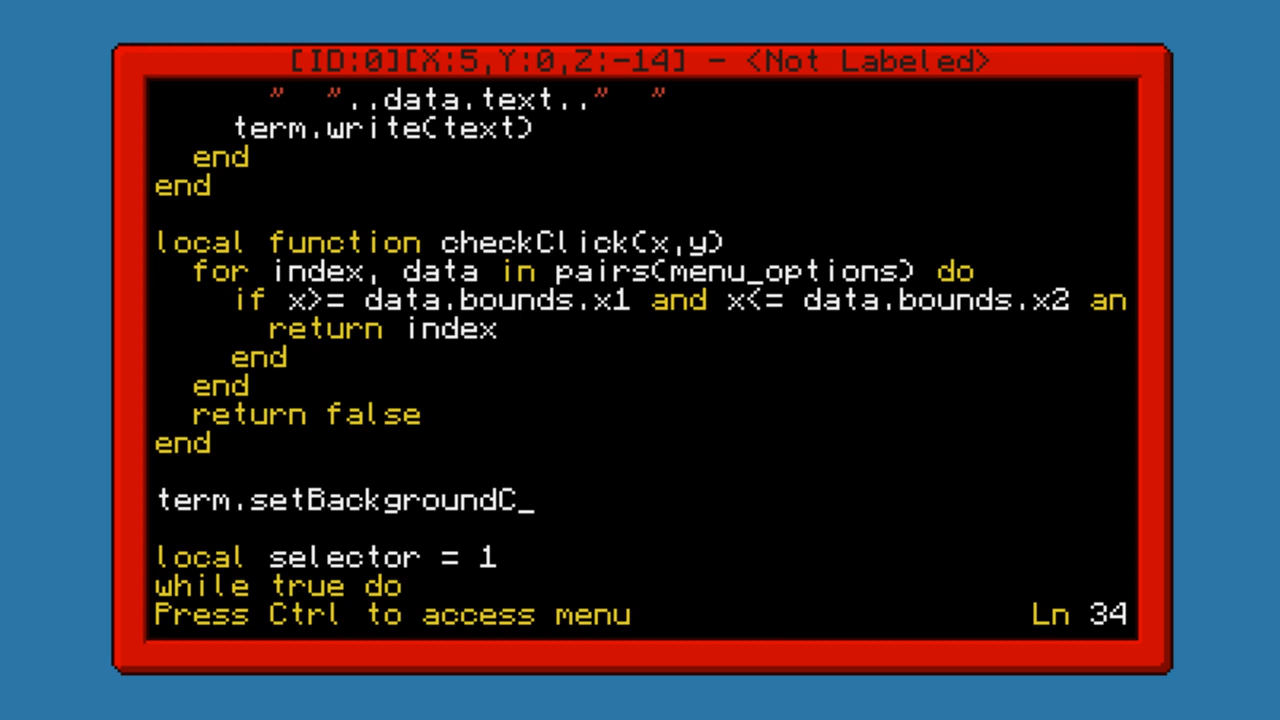 [ID:0][X:5,Y:0,Z:-14] - <Not Labeled>
" "..data.text.." "
term.write(text)
end
end
local function checkClick(x,y)
for index, data in pairs(menu_options) do
if x>= data.bounds.x1 and x<= data.bounds.x2 an
return index
end
end
return false
end
term.setBackgroundC_
local selector = 1
while true do
Press Ctrl to access menu Ln 34